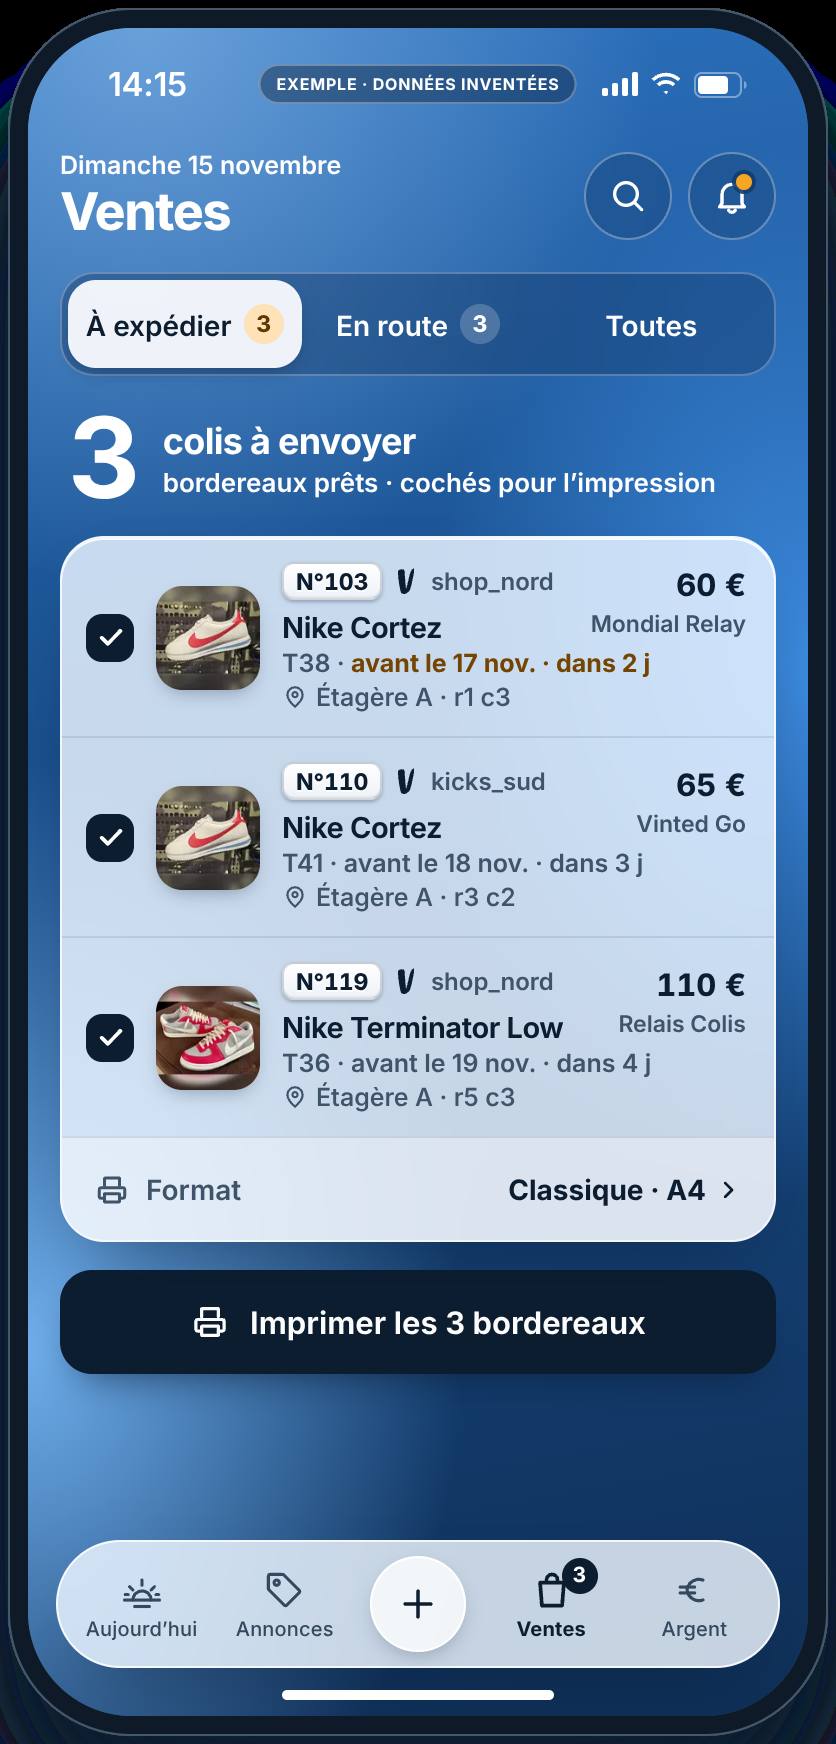 14:15
EXEMPLE · DONNÉES INVENTÉES
Dimanche 15 novembre
Ventes
À expédier 3
En route 3
Toutes
3 colis à envoyer
bordereaux prêts · cochés pour l’impression
N°103 shop_nord 60 €
Nike Cortez Mondial Relay
T38 · avant le 17 nov. · dans 2 j
Étagère A · r1 c3
N°110 kicks_sud 65 €
Nike Cortez Vinted Go
T41 · avant le 18 nov. · dans 3 j
Étagère A · r3 c2
N°119 shop_nord 110 €
Nike Terminator Low Relais Colis
T36 · avant le 19 nov. · dans 4 j
Étagère A · r5 c3
Format Classique · A4
Imprimer les 3 bordereaux
3
Aujourd’hui Annonces Ventes Argent